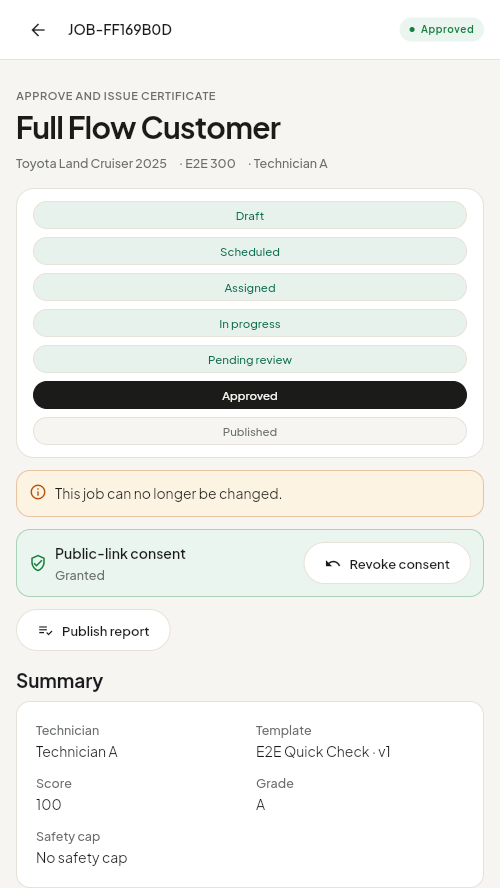 JOB-FF169B0D
Approved
APPROVE AND ISSUE CERTIFICATE
Full Flow Customer
Toyota Land Cruiser 2025 · E2E 300 · Technician A
Draft
Scheduled
Assigned
In progress
Pending review
Approved
Published
This job can no longer be changed.
Public-link consent
Granted
Revoke consent
Publish report
Summary
Technician
Template
Technician A
E2E Quick Check · v1
Score
Grade
100
A
Safety cap
No safety cap